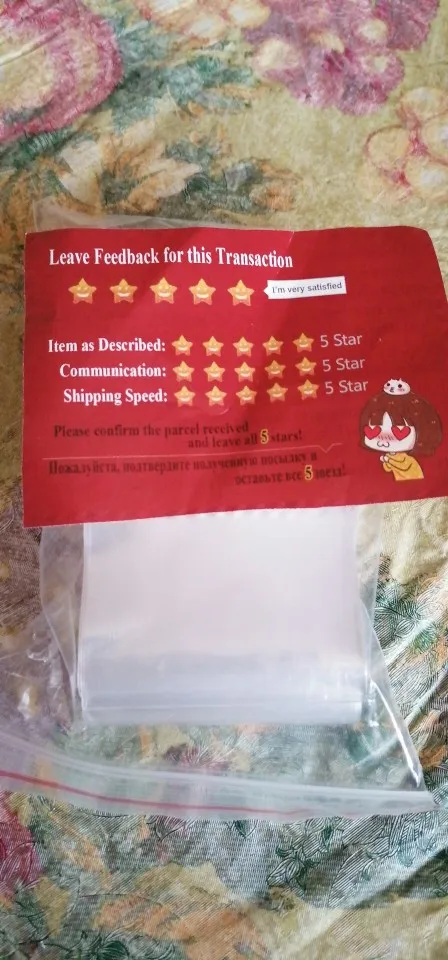 Leave Feedback for this Transaction
I'm very satisfied
Item as Described: 5 Star
Communication: 5 Star
Shipping Speed: 5 Star
Please confirm the parcel received
and leave all 5 stars!
Пожалуйста, подтвердите полученную посылку и
оставьте все 5 звезд!